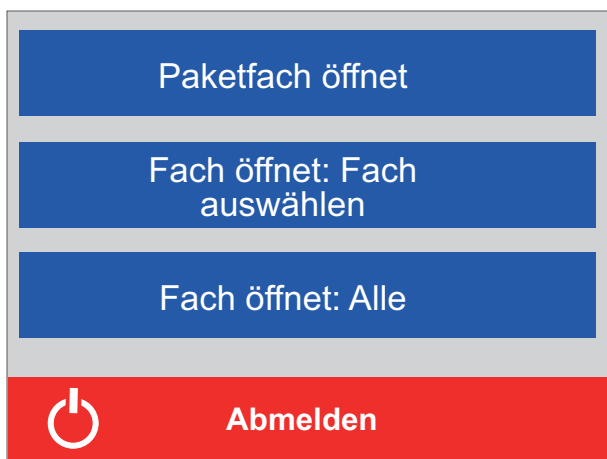 Paketfach öffnet
Fach öffnet: Fach
auswählen
Fach öffnet: Alle
Abmelden